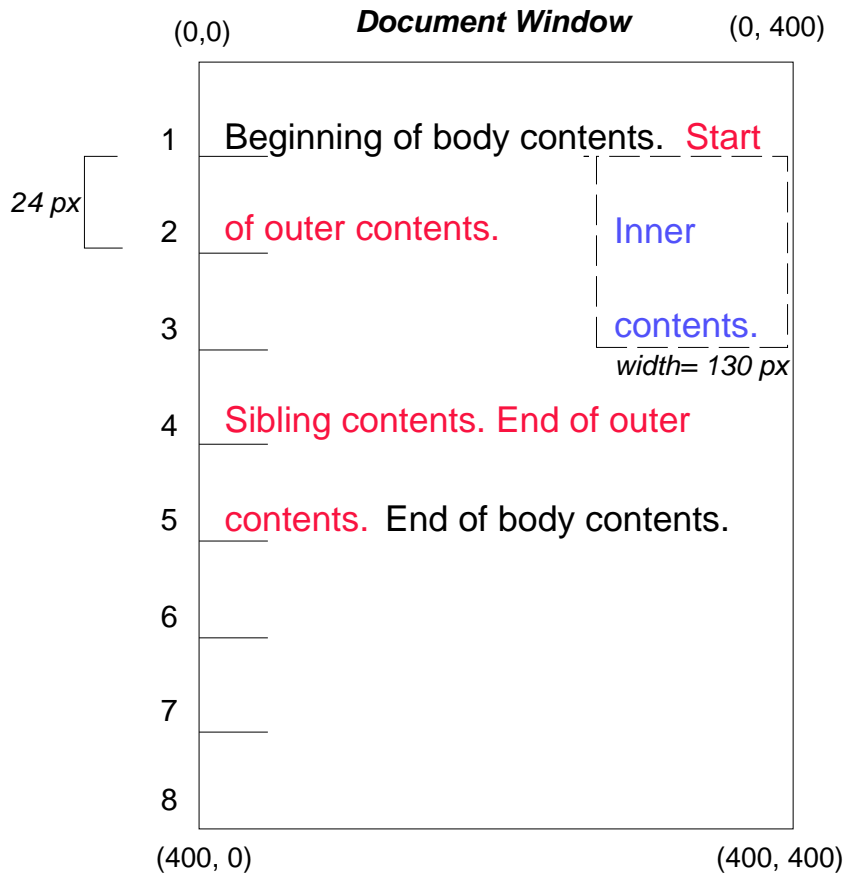 Document Window
(0,0) (0, 400)
1 Beginning of body contents. Start
24 px
2 of outer contents. Inner
3 contents.
width= 130 px
4 Sibling contents. End of outer
5 contents. End of body contents.
6
7
8
(400, 0) (400, 400)